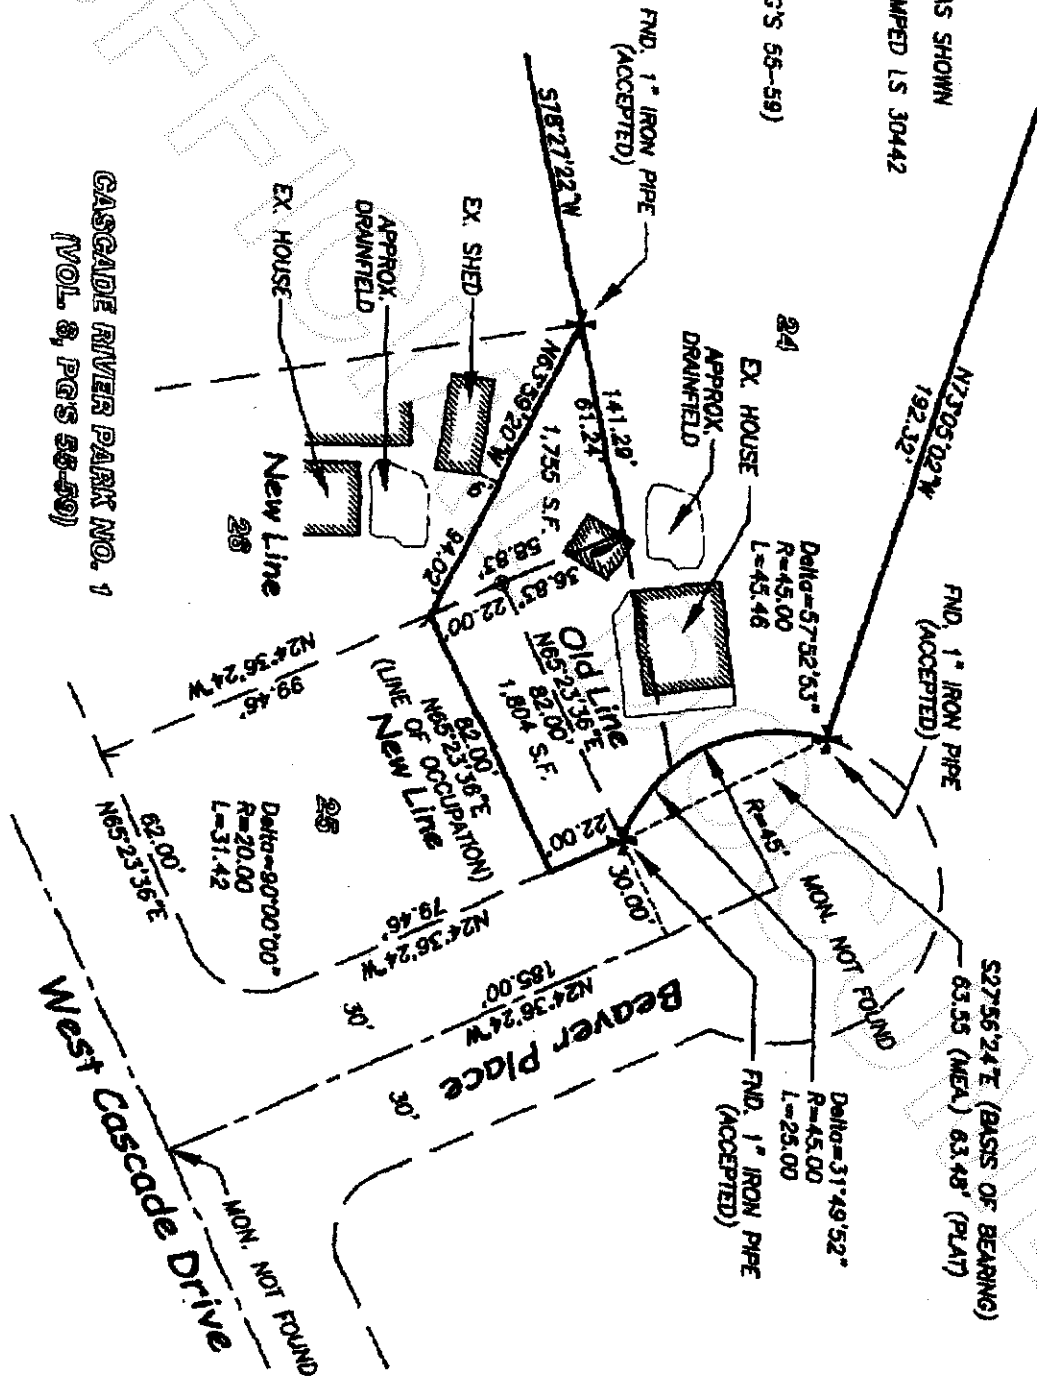 AS SHOWN
MPED LS 30442
G'S 55-59)
FND. 1" IRON PIPE
(ACCEPTED)
S78°27'22"W
N73°05'02"W
192.32'
24
APPROX.
DRAINFIELD
EX. HOUSE
Delta=57°52'53"
R=45.00
L=45.46
FND. 1" IRON PIPE
(ACCEPTED)
S27°56'24"E (BASIS OF BEARING)
63.55 (MEA.) 63.48' (PLAT)
R=45'
MON. NOT FOUND
Delta=31°49'52"
R=45.00
L=25.00
FND. 1" IRON PIPE
(ACCEPTED)
141.29'
61.24'
1,755 S.F.
N63°59'20"W
94.02'
10
58.83'
36.83'
22.00'
Old Line
N65°23'36"E
82.00'
1,804 S.F.
22.00'
30.00'
82.00'
N65°23'36"E
(LINE OF OCCUPATION)
New Line
EX. SHED
APPROX.
DRAINFIELD
EX. HOUSE
New Line
26
N24°36'24"W
99.46'
25
Delta=90°00'00"
R=20.00
L=31.42
62.00'
N65°23'36"E
N24°36'24"W
79.46'
30'
N24°36'24"W
185.00'
Beaver Place
30'
West Cascade Drive
MON. NOT FOUND
CASCADE RIVER PARK NO. 1
(VOL. 8, PGS 55-59)